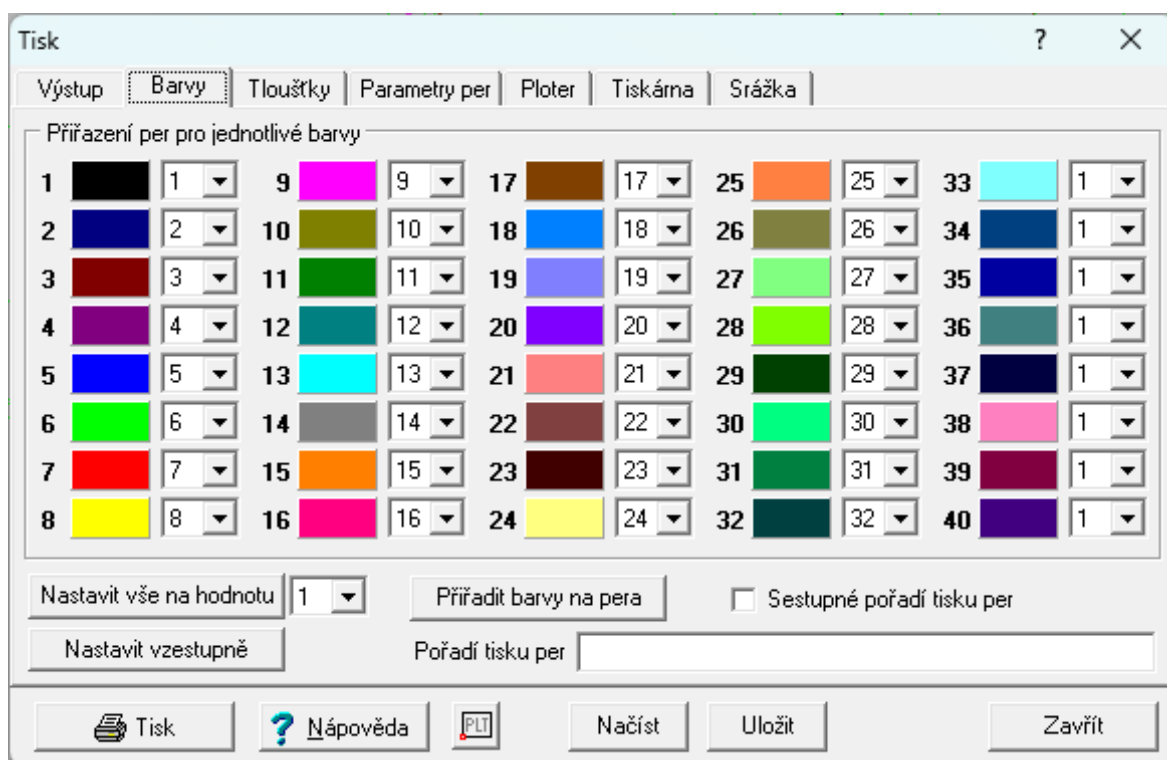 Tisk ?
Výstup Barvy Tloušťky Parametry per Ploter Tiskárna Srážka
Přiřazení per pro jednotlivé barvy
1 1 9 9 17 17 25 25 33 1
2 2 10 10 18 18 26 26 34 1
3 3 11 11 19 19 27 27 35 1
4 4 12 12 20 20 28 28 36 1
5 5 13 13 21 21 29 29 37 1
6 6 14 14 22 22 30 30 38 1
7 7 15 15 23 23 31 31 39 1
8 8 16 16 24 24 32 32 40 1
Nastavit vše na hodnotu 1 Přiřadit barvy na pera Sestupné pořadí tisku per
Nastavit vzestupně Pořadí tisku per
Tisk ? Nápověda PLT Načíst Uložit Zavřít